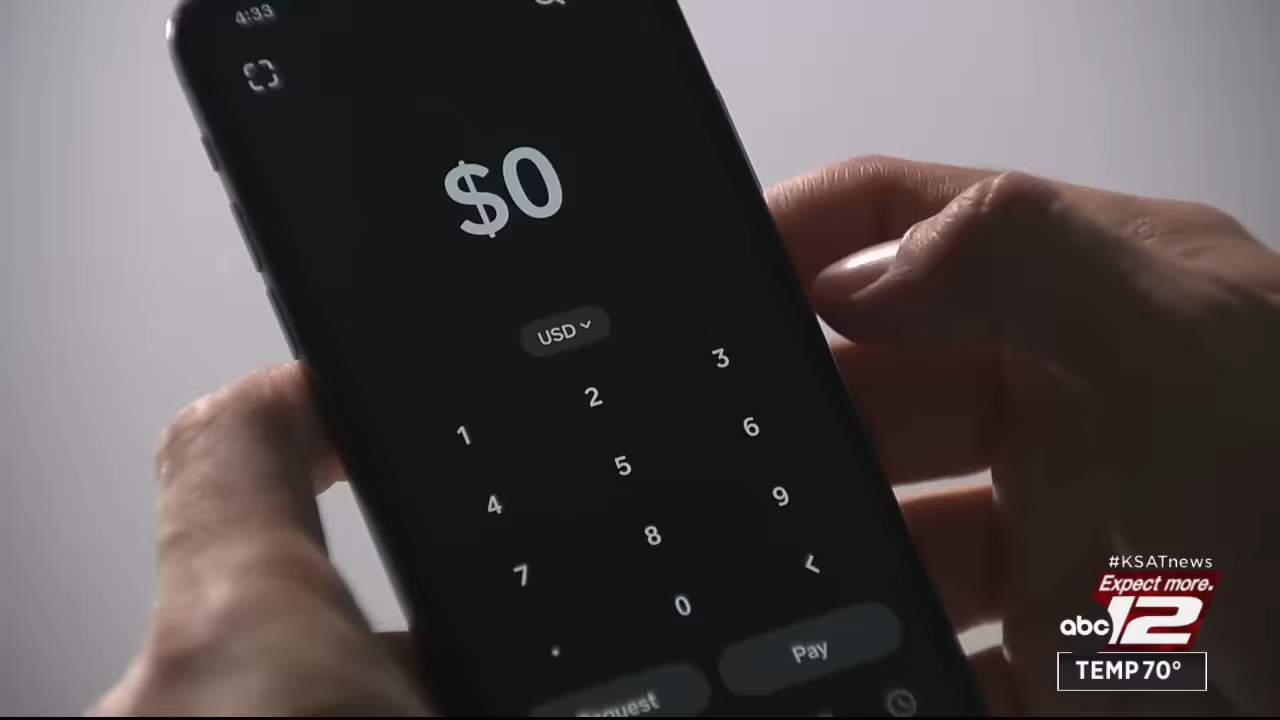 4:33
$0
USD
1 2 3
4 5 6
7 8 9
. 0 <
Request Pay
#KSATnews
Expect more.
abc 12
TEMP 70°